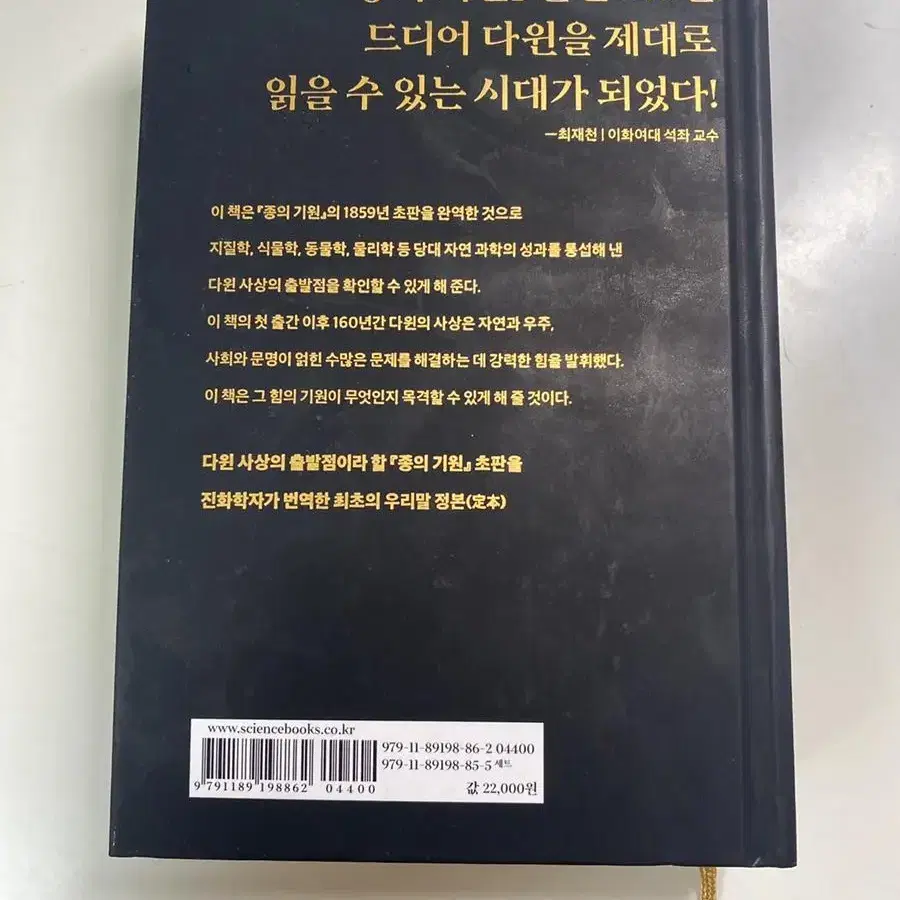 드디어 다윈을 제대로
읽을 수 있는 시대가 되었다!
—최재천 | 이화여대 석좌 교수
이 책은 『종의 기원』의 1859년 초판을 완역한 것으로
지질학, 식물학, 동물학, 물리학 등 당대 자연 과학의 성과를 통섭해 낸
다윈 사상의 출발점을 확인할 수 있게 해 준다.
이 책의 첫 출간 이후 160년간 다윈의 사상은 자연과 우주,
사회와 문명이 얽힌 수많은 문제를 해결하는 데 강력한 힘을 발휘했다.
이 책은 그 힘의 기원이 무엇인지 목격할 수 있게 해 줄 것이다.
다윈 사상의 출발점이라 할 『종의 기원』 초판을
진화학자가 번역한 최초의 우리말 정본(定本)
www.sciencebooks.co.kr
979-11-89198-86-2 04400
979-11-89198-85-5 세트
9 791189 198862 04400
값 22,000원